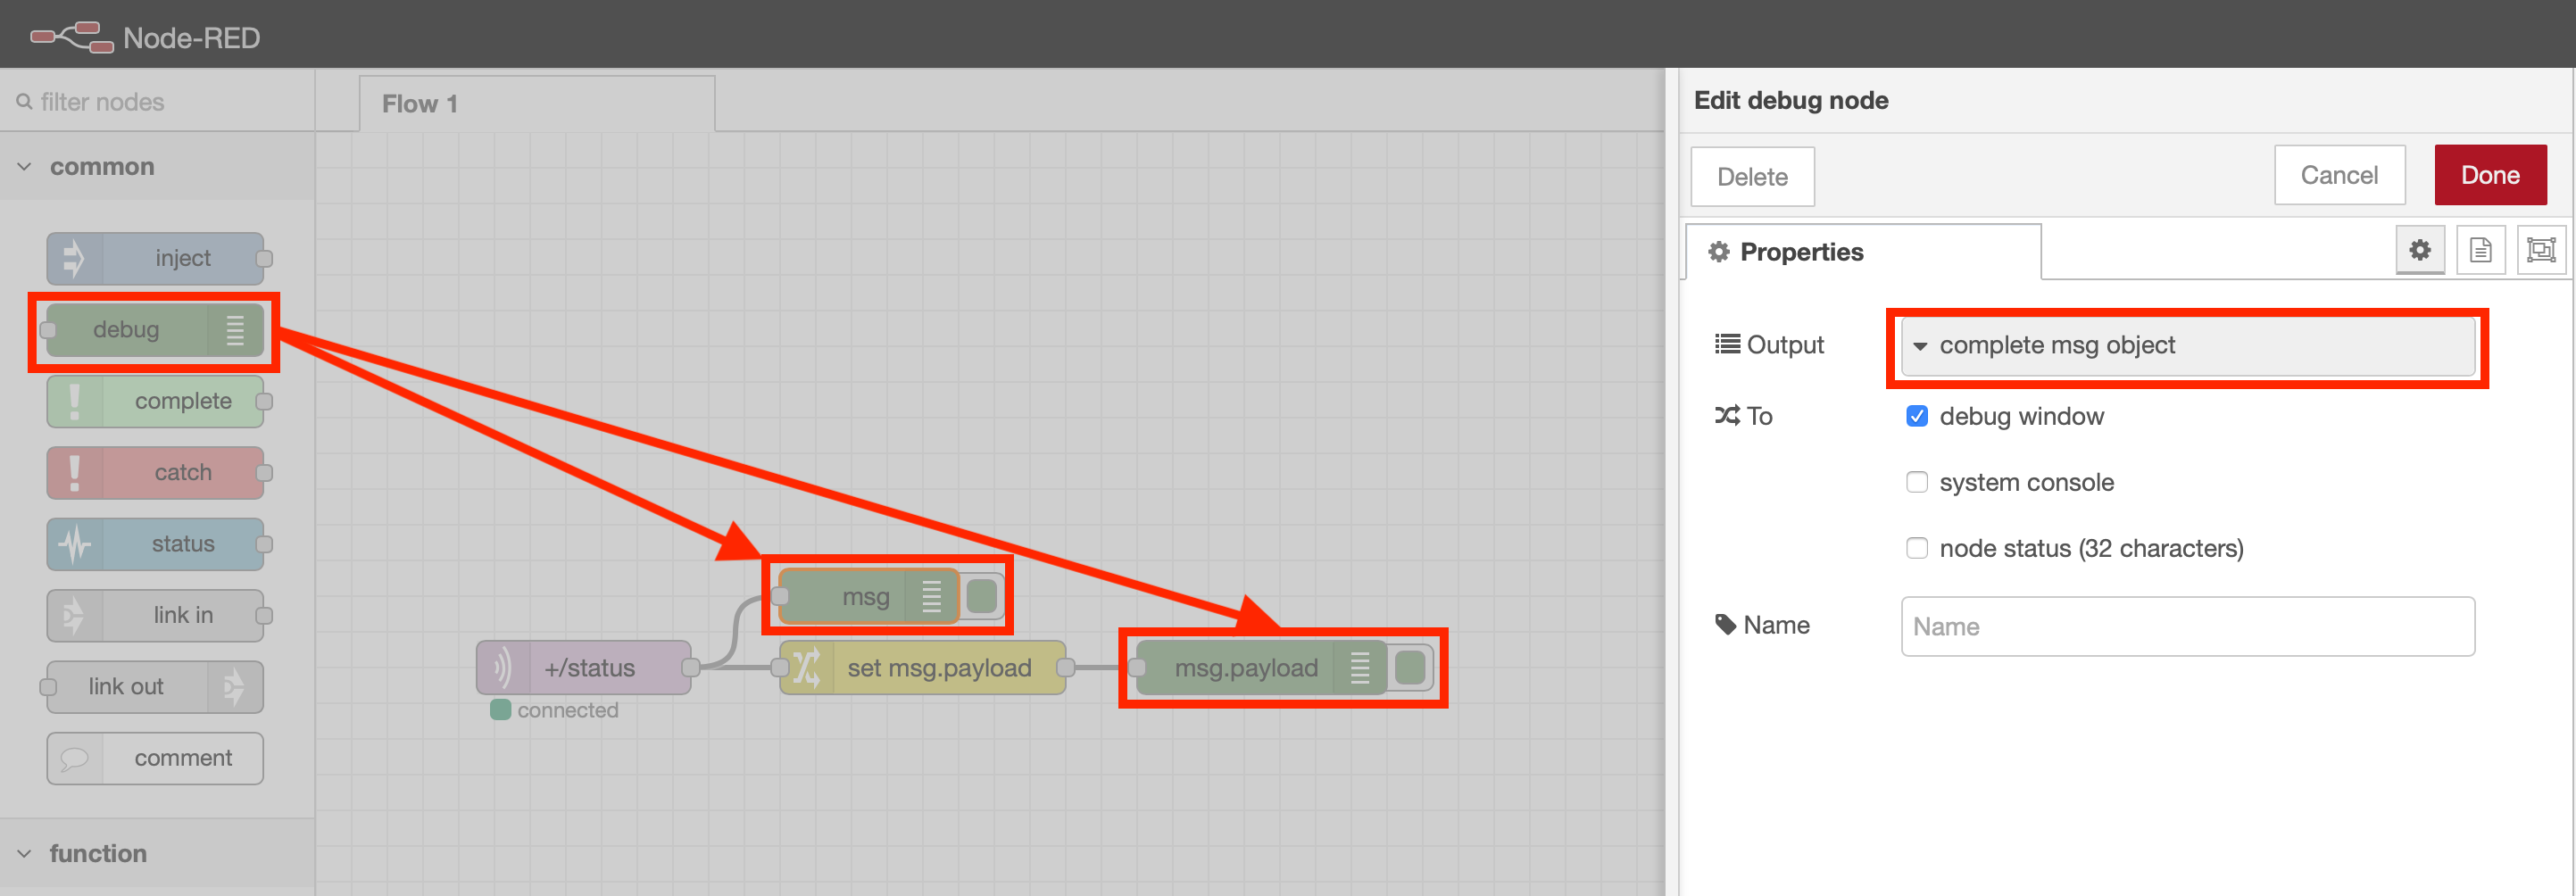 Node-RED
filter nodes
common
inject
debug
complete
catch
status
link in
link out
comment
function
Flow 1
msg
+/status
connected
set msg.payload
msg.payload
Edit debug node
Delete
Cancel
Done
Properties
Output
complete msg object
To
debug window
system console
node status (32 characters)
Name
Name